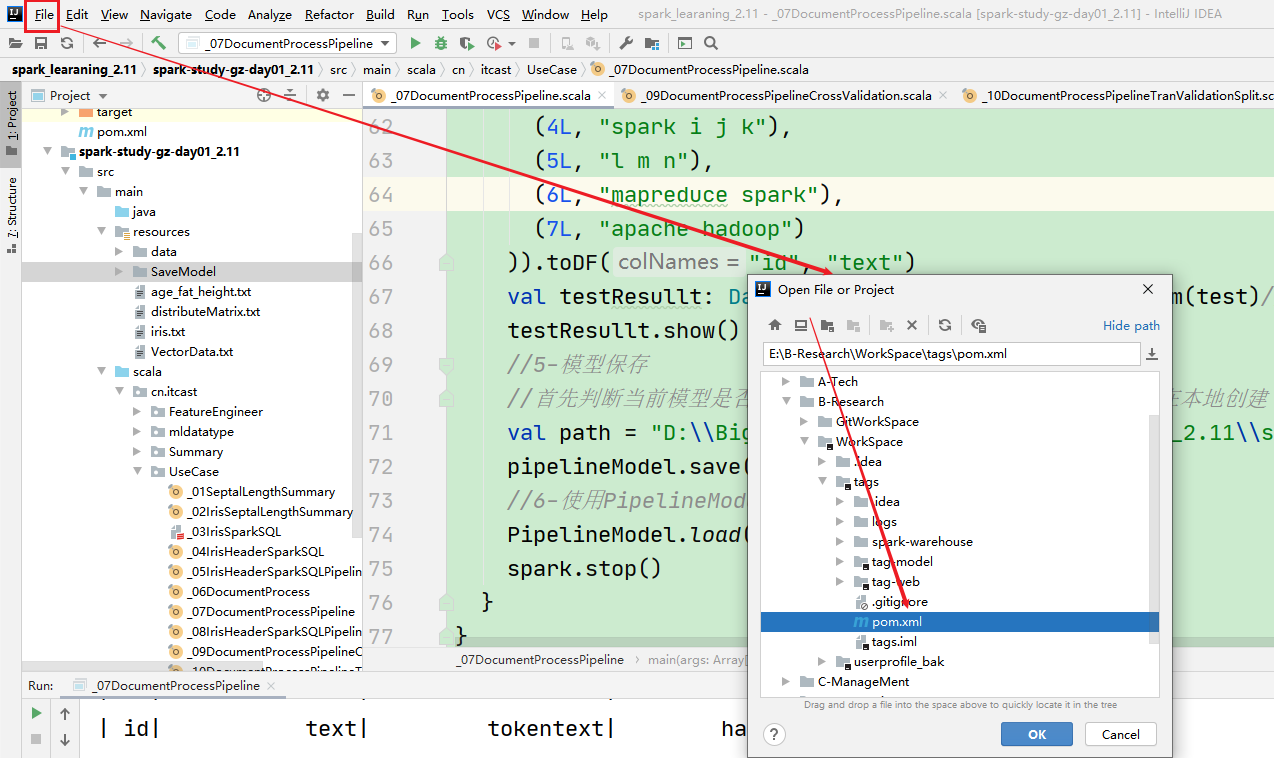 File Edit View Navigate Code Analyze Refactor Build Run Tools VCS Window Help spark_learaning_2.11 - _07DocumentProcessPipeline.scala [spark-study-gz-day01_2.11] - IntelliJ IDEA
_07DocumentProcessPipeline
spark_learaning_2.11 spark-study-gz-day01_2.11 src main scala cn itcast UseCase _07DocumentProcessPipeline.scala
Project _07DocumentProcessPipeline.scala _09DocumentProcessPipelineCrossValidation.scala _10DocumentProcessPipelineTranValidationSplit.sc
1: Project
Z: Structure
target
pom.xml
spark-study-gz-day01_2.11
src
main
java
resources
data
SaveModel
age_fat_height.txt
distributeMatrix.txt
iris.txt
VectorData.txt
scala
cn.itcast
FeatureEngineer
mldatatype
Summary
UseCase
_01SeptalLengthSummary
_02IrisSeptalLengthSummary
_03IrisSparkSQL
_04IrisHeaderSparkSQL
_05IrisHeaderSparkSQLPipelin
_06DocumentProcess
_07DocumentProcessPipeline
_08IrisHeaderSparkSQLPipelin
_09DocumentProcessPipelineC
62 (4L, "spark i j k"),
63 (5L, "l m n"),
64 (6L, "mapreduce spark"),
65 (7L, "apache hadoop")
66 )).toDF( colNames = "id", "text")
67 val testResullt: Da m(test)/
68 testResullt.show()
69 //5-模型保存
70 //首先判断当前模型是否 在本地创建
71 val path = "D:\\Big _2.11\\s
72 pipelineModel.save(
73 //6-使用PipelineMod
74 PipelineModel.load(
75 spark.stop()
76 }
77 }
_07DocumentProcessPipeline main(args: Array[
Open File or Project
Hide path
E:\B-Research\WorkSpace\tags\pom.xml
A-Tech
B-Research
GitWorkSpace
WorkSpace
.idea
tags
.idea
logs
spark-warehouse
tag-model
tag-web
.gitignore
pom.xml
tags.iml
userprofile_bak
C-ManageMent
Drag and drop a file into the space above to quickly locate it in the tree
? OK Cancel
Run: _07DocumentProcessPipeline
| id| text| tokentext| ha